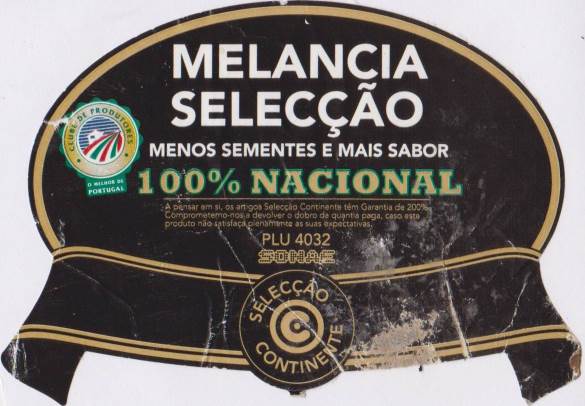 MELANCIA
SELECÇÃO
MENOS SEMENTES E MAIS SABOR
100% NACIONAL
A pensar em si, os artigos Selecção Continente têm Garantia de 200%.
Comprometemo-nos a devolver o dobro da quantia paga, caso este
produto não satisfaça plenamente as suas expectativas.
PLU 4032
SONAE
CLUBE DE PRODUTORES
O MELHOR DE
PORTUGAL
SELECÇÃO
CONTINENTE